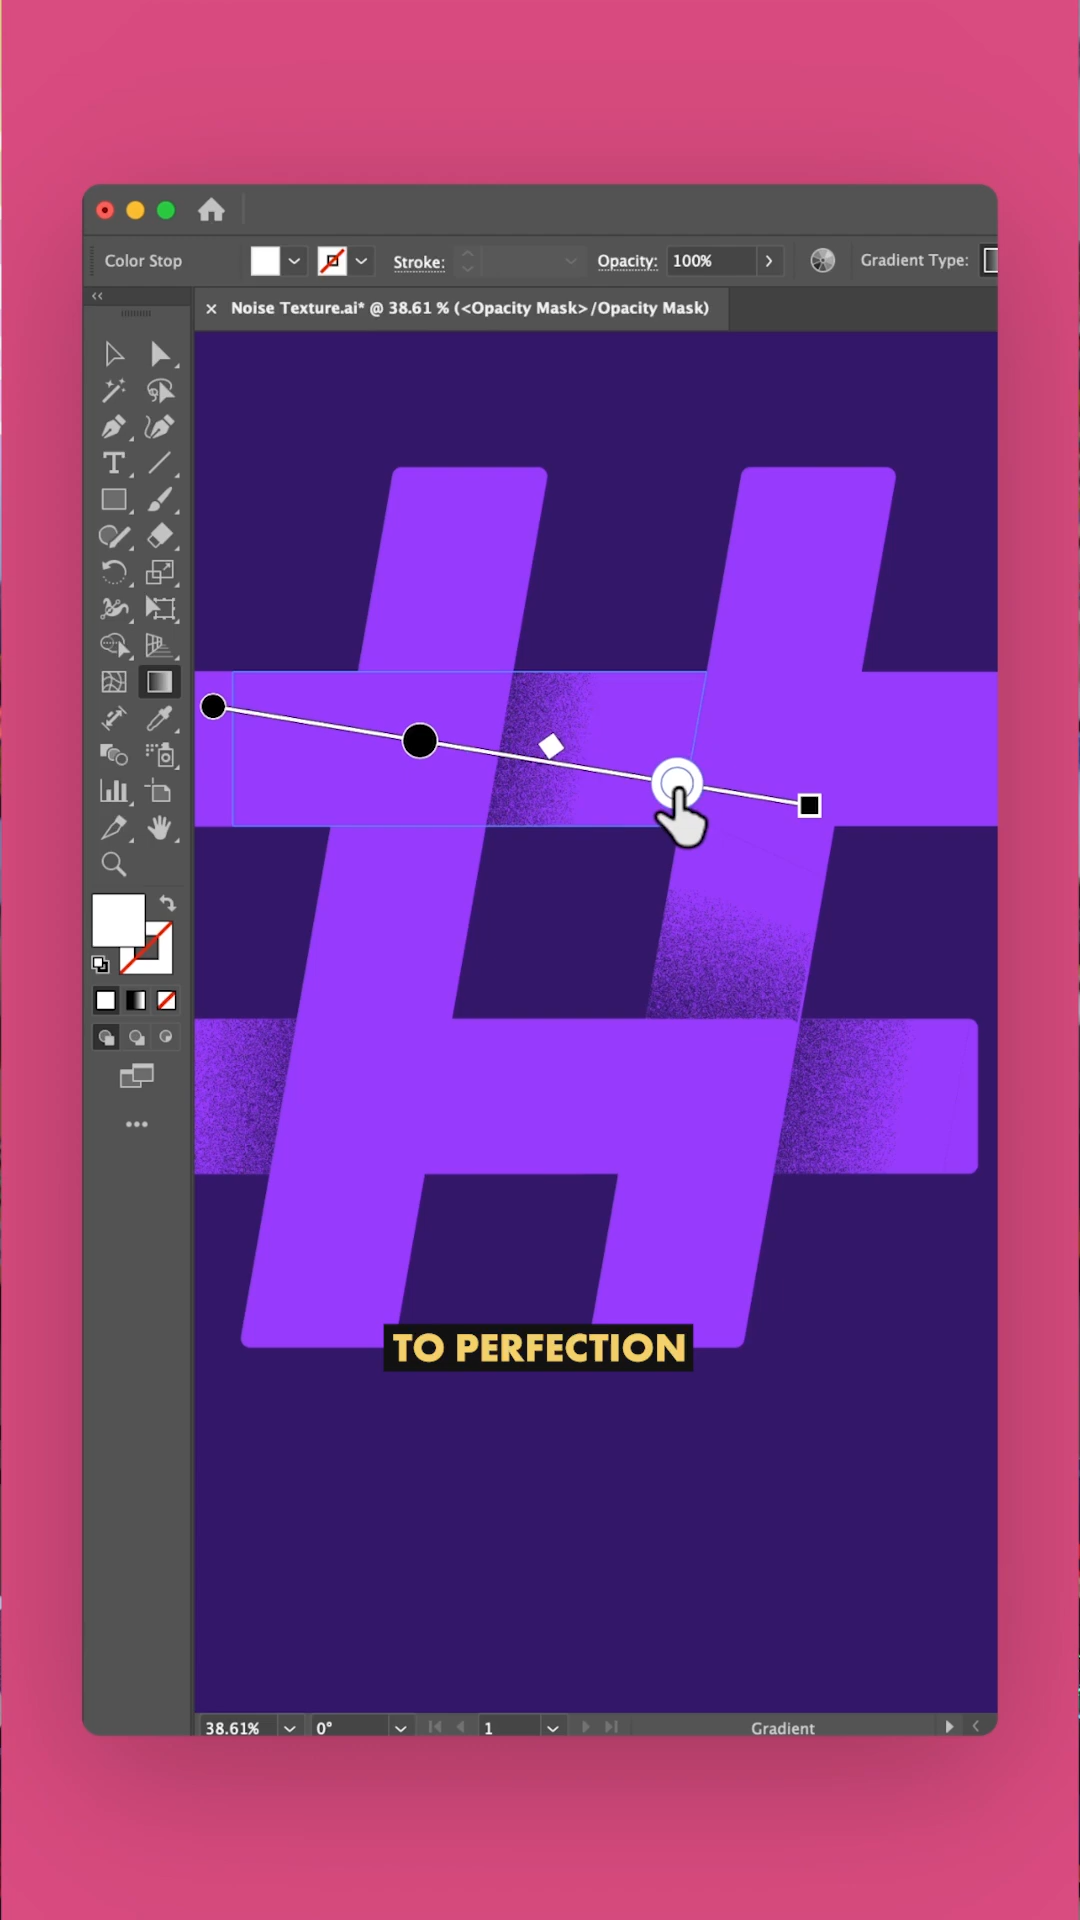 Color Stop
Stroke:
Opacity: 100%
Gradient Type:
Noise Texture.ai* @ 38.61 % (<Opacity Mask>/Opacity Mask)
TO PERFECTION
38.61%
0°
1
Gradient